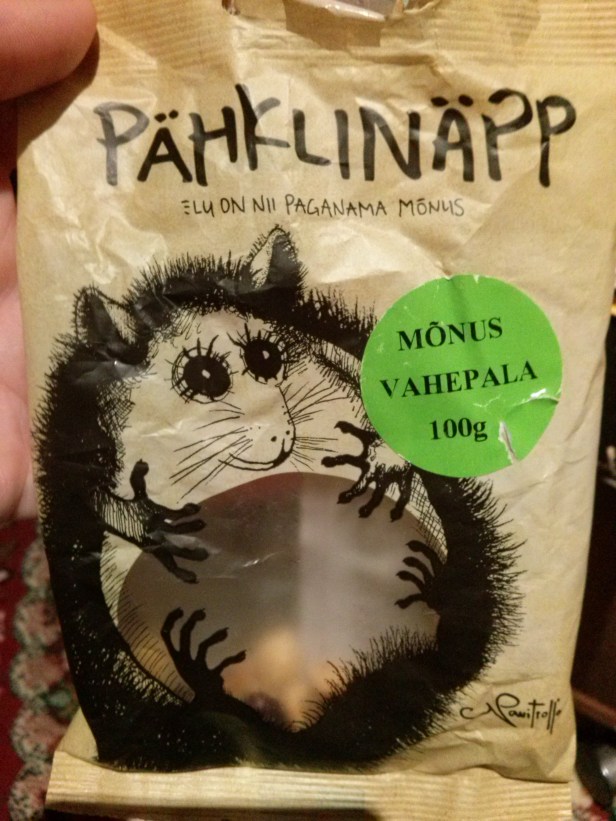 PÄHKLINÄPP
ELU ON NII PAGANAMA MÕNUS
MÕNUS
VAHEPALA
100g